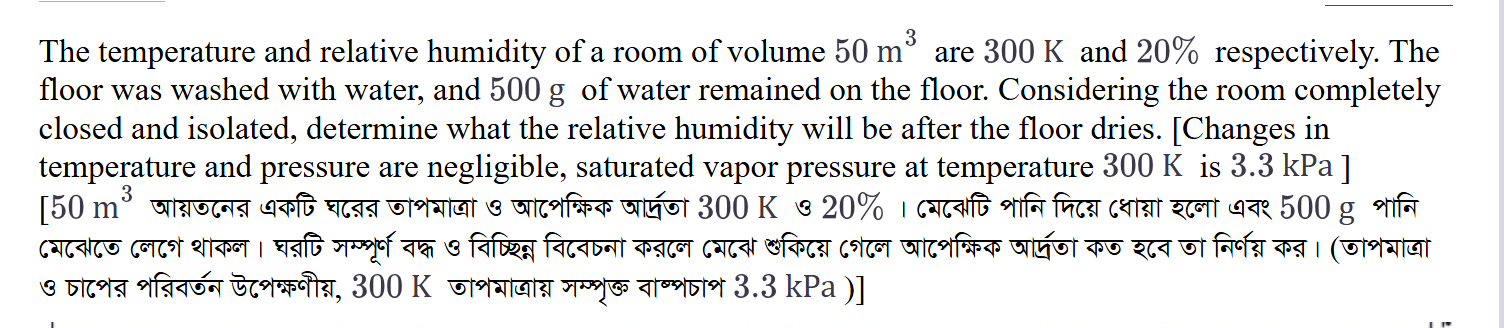 The temperature and relative humidity of a room of volume 50 m³ are 300 K and 20% respectively. The
floor was washed with water, and 500 g of water remained on the floor. Considering the room completely
closed and isolated, determine what the relative humidity will be after the floor dries. [Changes in
temperature and pressure are negligible, saturated vapor pressure at temperature 300 K is 3.3 kPa ]
[50 m³ আয়তনের একটি ঘরের তাপমাত্রা ও আপেক্ষিক আর্দ্রতা 300 K ও 20% । মেঝেটি পানি দিয়ে ধোয়া হলো এবং 500 g পানি
মেঝেতে লেগে থাকল। ঘরটি সম্পূর্ণ বদ্ধ ও বিচ্ছিন্ন বিবেচনা করলে মেঝে শুকিয়ে গেলে আপেক্ষিক আর্দ্রতা কত হবে তা নির্ণয় কর। (তাপমাত্রা
ও চাপের পরিবর্তন উপেক্ষণীয়, 300 K তাপমাত্রায় সম্পৃক্ত বাষ্পচাপ 3.3 kPa )]